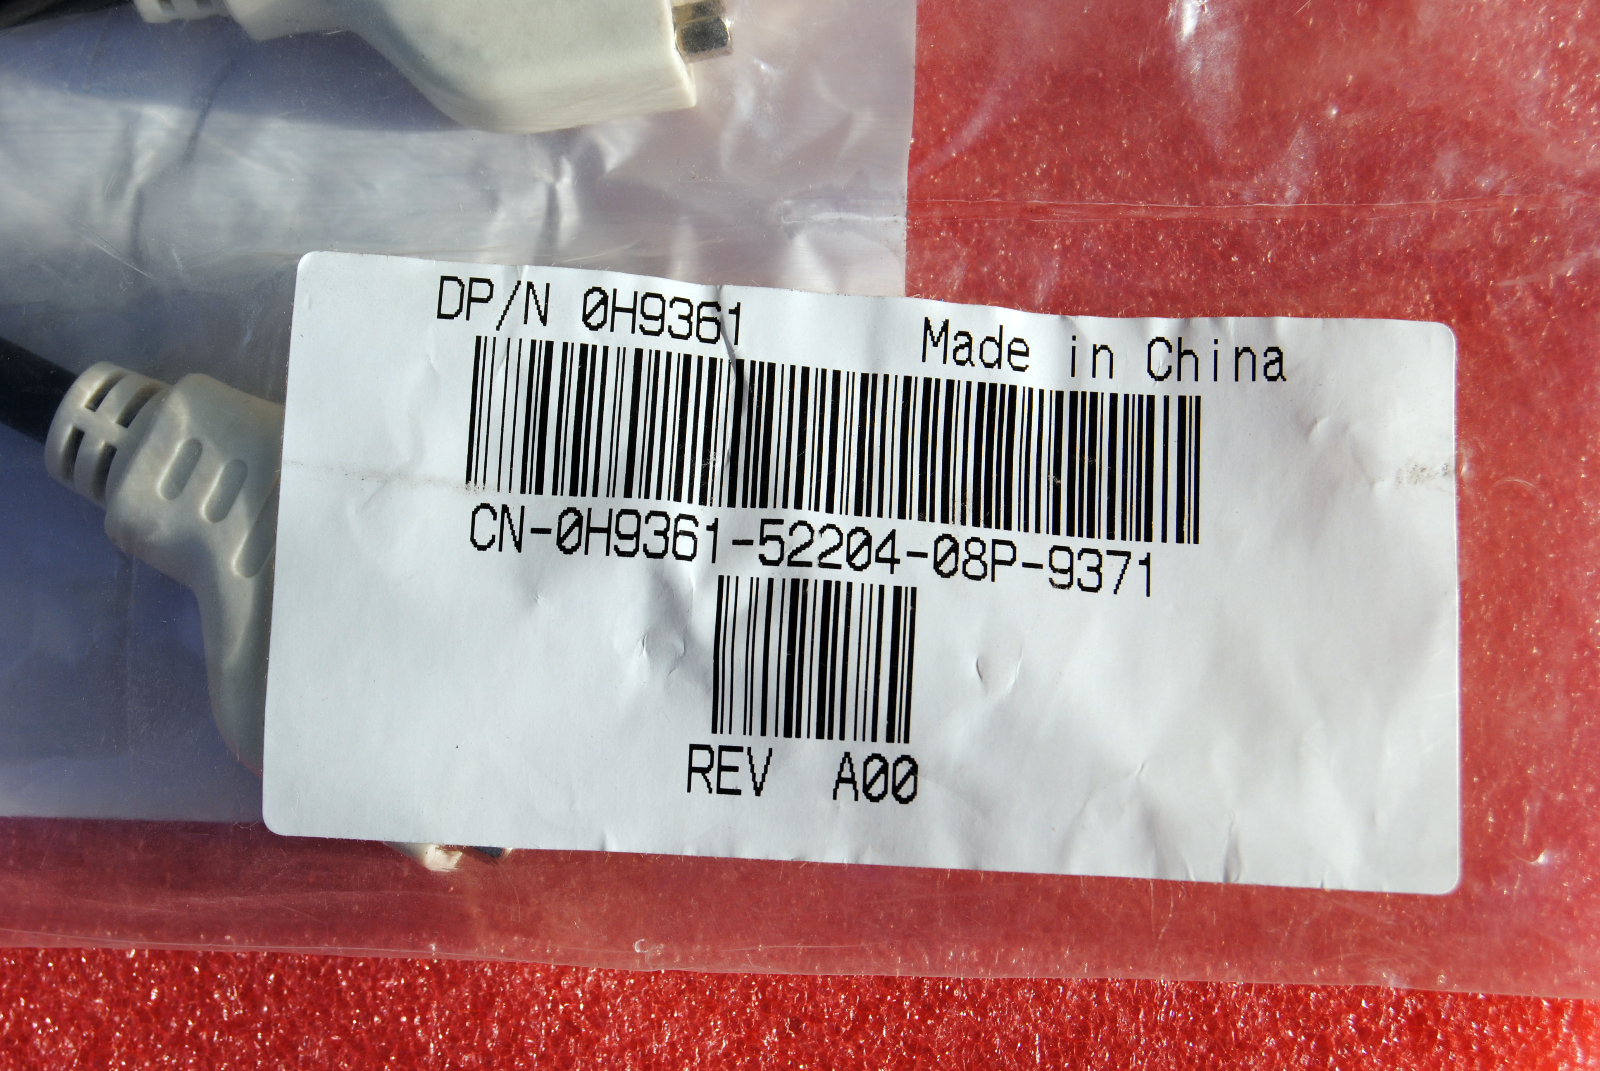 DP/N 0H9361
Made in China
CN-0H9361-52204-08P-9371
REV A00